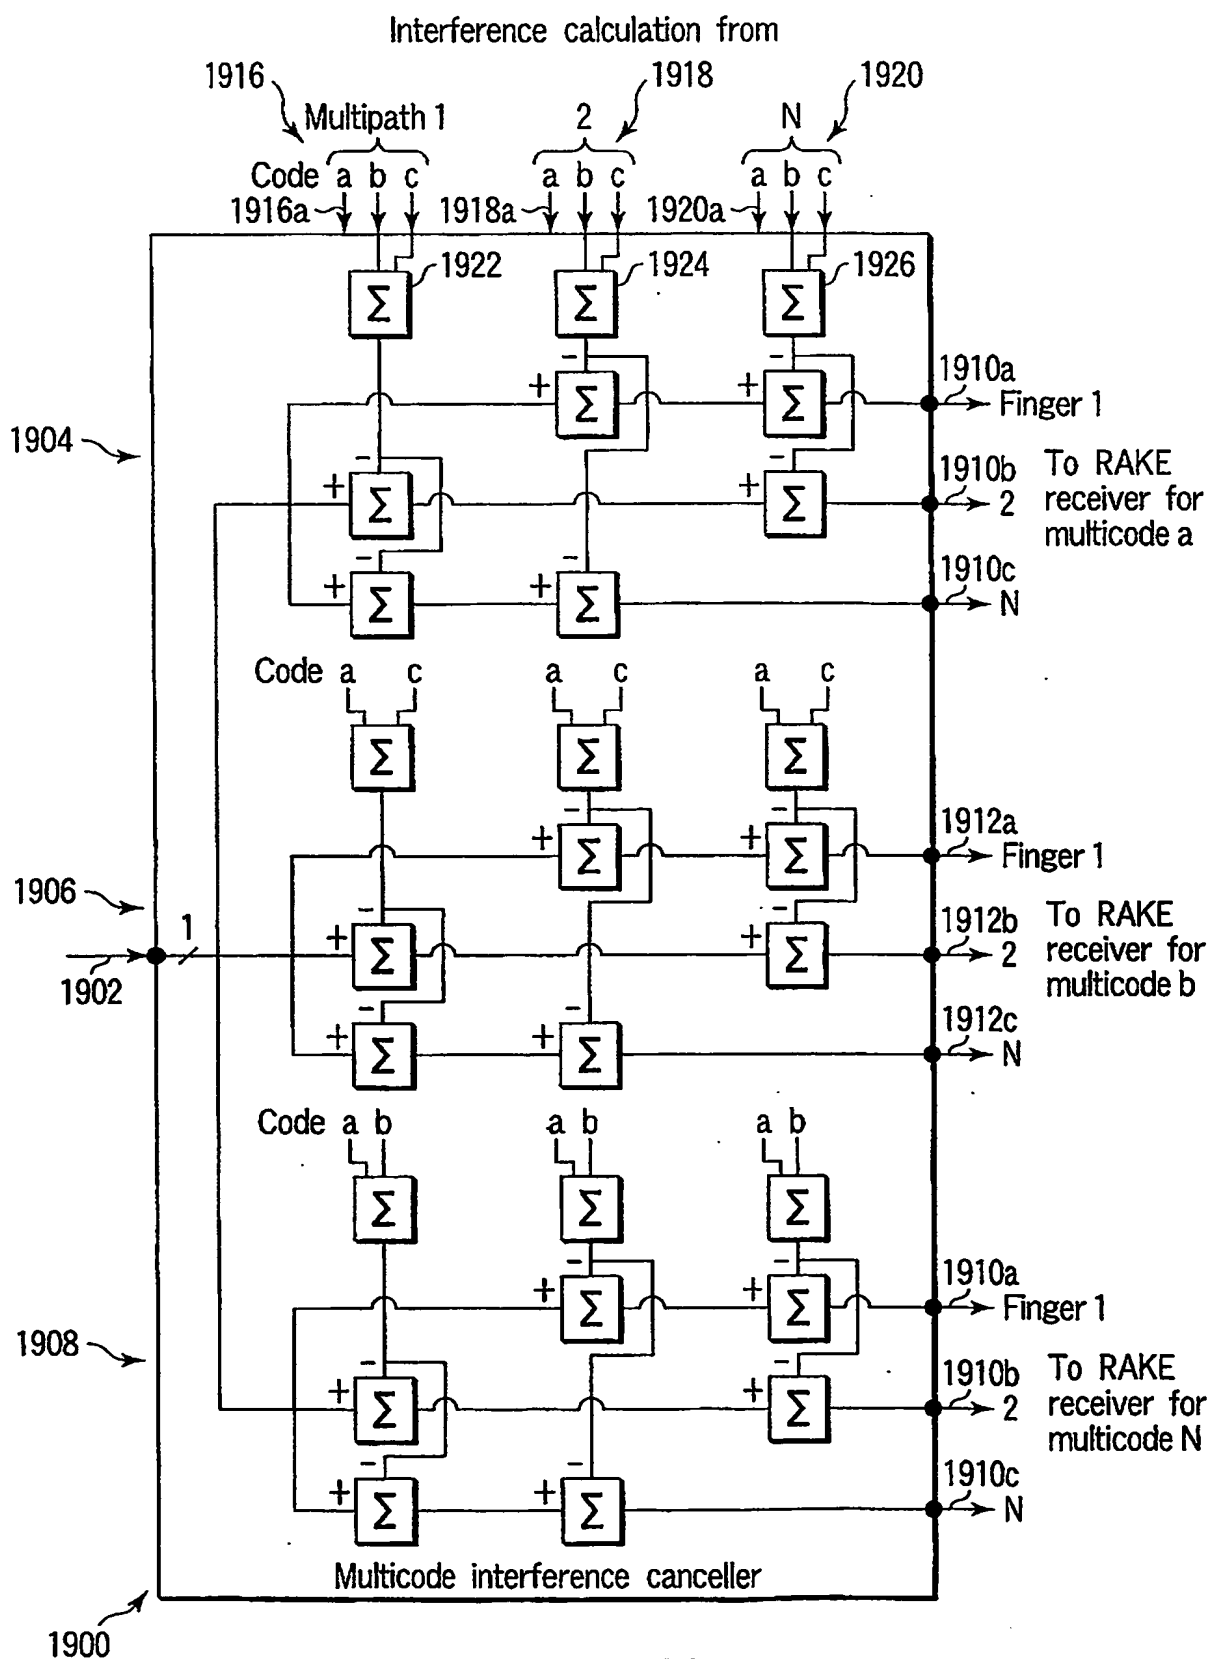 Interference calculation from
1916 1918 1920
Multipath 1 2 N
Code a b c a b c a b c
1916a 1918a 1920a
Σ 1922 Σ 1924 Σ 1926
− −
+ Σ + Σ 1910a Finger 1
1904
− −
+ Σ + Σ 1910b 2
To RAKE
receiver for
multicode a
− −
+ Σ + Σ 1910c N
Code a c a c a c
Σ Σ Σ
− −
+ Σ + Σ 1912a Finger 1
1906
− −
1902 1 + Σ + Σ 1912b 2
To RAKE
receiver for
multicode b
− −
+ Σ + Σ 1912c N
Code a b a b a b
Σ Σ Σ
− −
+ Σ + Σ 1910a Finger 1
1908
− −
+ Σ + Σ 1910b 2
To RAKE
receiver for
multicode N
− −
+ Σ + Σ 1910c N
Multicode interference canceller
1900